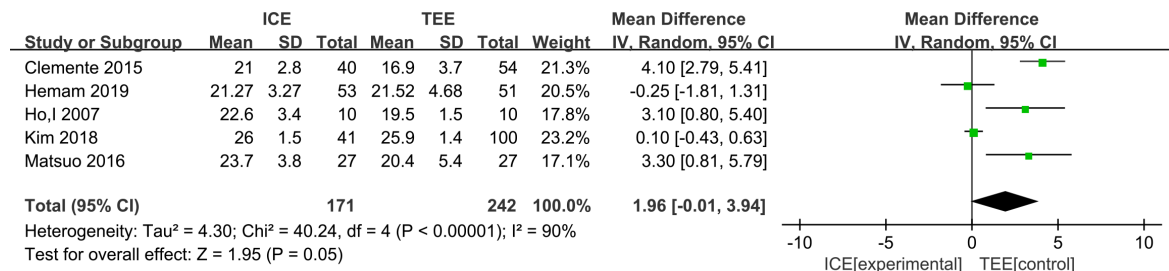 ICE TEE Mean Difference Mean Difference
Study or Subgroup Mean SD Total Mean SD Total Weight IV, Random, 95% CI IV, Random, 95% CI
Clemente 2015 21 2.8 40 16.9 3.7 54 21.3% 4.10 [2.79, 5.41]
Hemam 2019 21.27 3.27 53 21.52 4.68 51 20.5% -0.25 [-1.81, 1.31]
Ho,I 2007 22.6 3.4 10 19.5 1.5 10 17.8% 3.10 [0.80, 5.40]
Kim 2018 26 1.5 41 25.9 1.4 100 23.2% 0.10 [-0.43, 0.63]
Matsuo 2016 23.7 3.8 27 20.4 5.4 27 17.1% 3.30 [0.81, 5.79]
Total (95% CI) 171 242 100.0% 1.96 [-0.01, 3.94]
Heterogeneity: Tau² = 4.30; Chi² = 40.24, df = 4 (P < 0.00001); I² = 90%
Test for overall effect: Z = 1.95 (P = 0.05)
-10 -5 0 5 10
ICE[experimental] TEE[control]